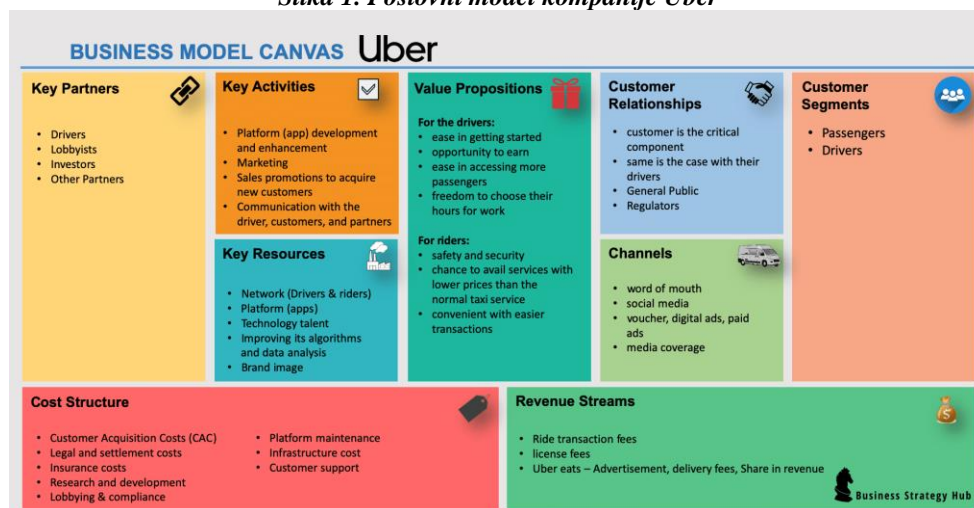 Slika 1. Poslovni model kompanije Uber
BUSINESS MODEL CANVAS Uber
Key Partners
• Drivers
• Lobbyists
• Investors
• Other Partners
Key Activities
• Platform (app) development
and enhancement
• Marketing
• Sales promotions to acquire
new customers
• Communication with the
driver, customers, and partners
Key Resources
• Network (Drivers & riders)
• Platform (apps)
• Technology talent
• Improving its algorithms
and data analysis
• Brand image
Value Propositions
For the drivers:
• ease in getting started
• opportunity to earn
• ease in accessing more
passengers
• freedom to choose their
hours for work
For riders:
• safety and security
• chance to avail services with
lower prices than the
normal taxi service
• convenient with easier
transactions
Customer
Relationships
• customer is the critical
component
• same is the case with their
drivers
• General Public
• Regulators
Channels
• word of mouth
• social media
• voucher, digital ads, paid
ads
• media coverage
Customer
Segments
• Passengers
• Drivers
Cost Structure
• Customer Acquisition Costs (CAC)
• Legal and settlement costs
• Insurance costs
• Research and development
• Lobbying & compliance
• Platform maintenance
• Infrastructure cost
• Customer support
Revenue Streams
• Ride transaction fees
• license fees
• Uber eats – Advertisement, delivery fees, Share in revenue
Business Strategy Hub